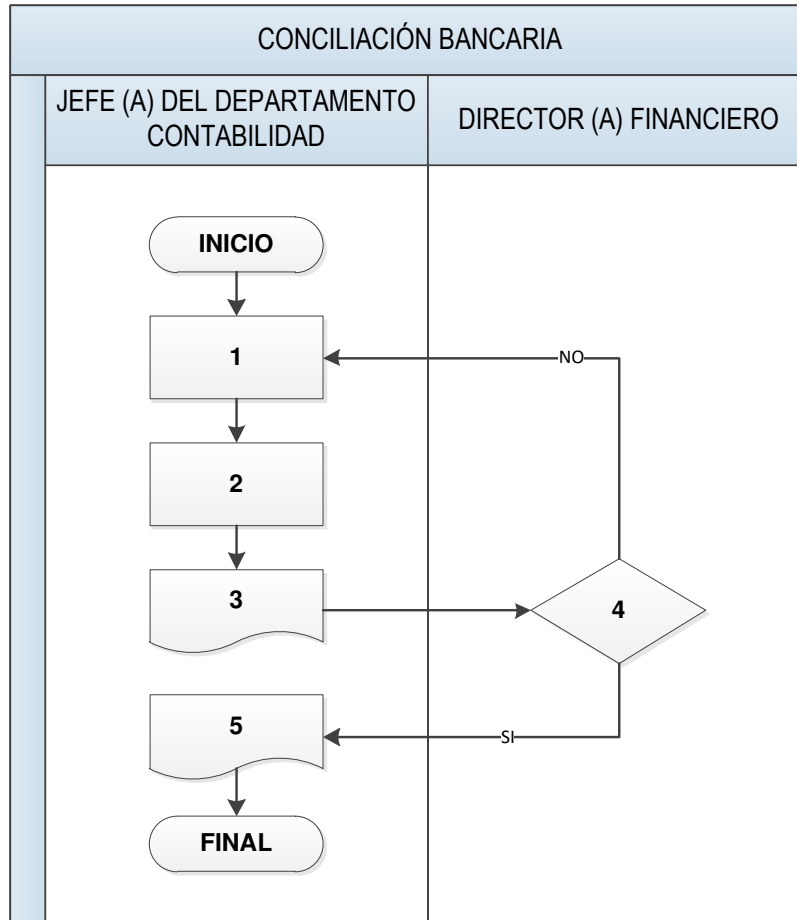 CONCILIACIÓN BANCARIA
JEFE (A) DEL DEPARTAMENTO
CONTABILIDAD
DIRECTOR (A) FINANCIERO
INICIO
1
NO
2
3
4
5
SI
FINAL